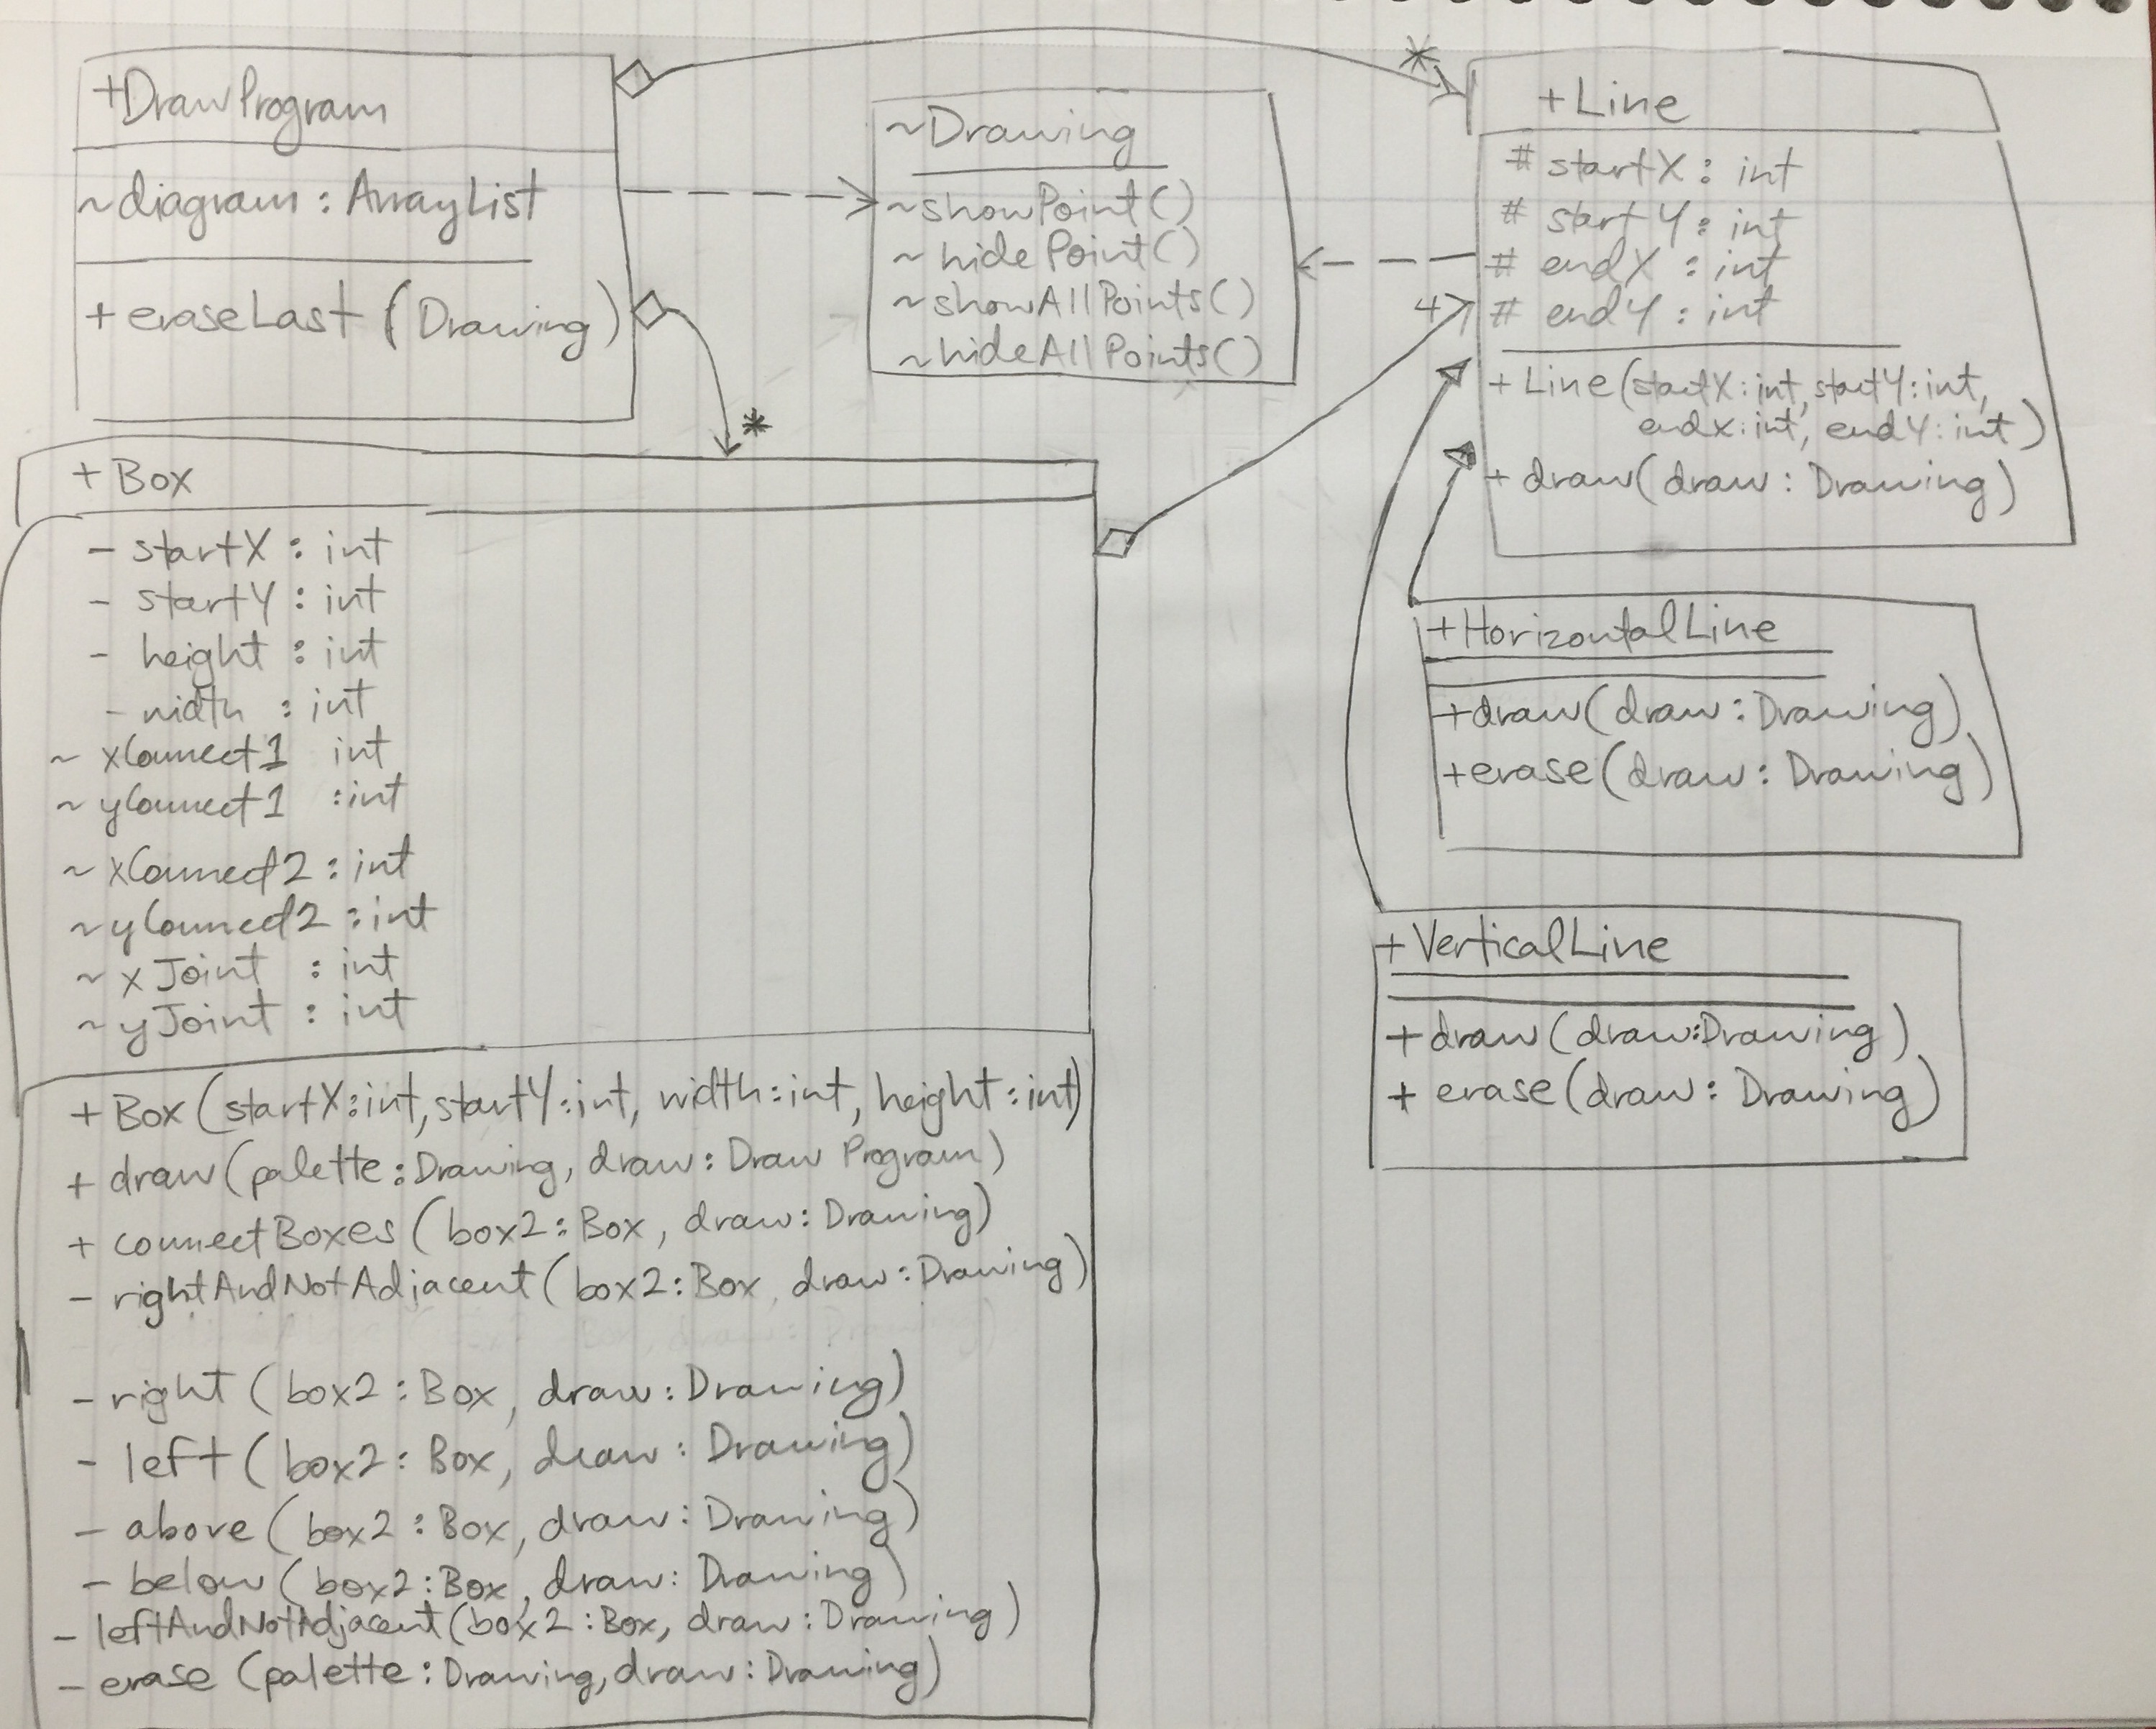 +DrawProgram
~diagram : ArrayList
+eraseLast (Drawing)
*
*
~Drawing
~showPoint()
~hidePoint()
~showAllPoints()
~hideAllPoints()
+Line
# startX : int
# startY : int
# endX : int
# endY : int
4
+Line(startX:int, startY:int,
endX:int, endY:int)
+draw(draw : Drawing)
+HorizontalLine
+draw(draw : Drawing)
+erase(draw : Drawing)
+VerticalLine
+draw(draw:Drawing)
+ erase(draw : Drawing)
+ Box
- startX : int
- startY : int
- height : int
- width : int
~ xConnect1 int
~ yConnect1 :int
~ xConnect2 : int
~ yConnect2 : int
~ xJoint : int
~ yJoint : int
+ Box (startX:int, startY:int, width:int, height:int)
+ draw(palette:Drawing, draw:Draw Program)
+ connectBoxes (box2:Box, draw:Drawing)
- rightAndNotAdjacent(box2:Box, draw:Drawing)
- right (box2 : Box, draw : Drawing)
- left (box2 : Box, draw : Drawing)
- above (box2 : Box, draw : Drawing)
- below (box2 : Box, draw : Drawing)
- leftAndNotAdjacent(box2 : Box, draw : Drawing)
- erase (palette : Drawing, draw : Drawing)